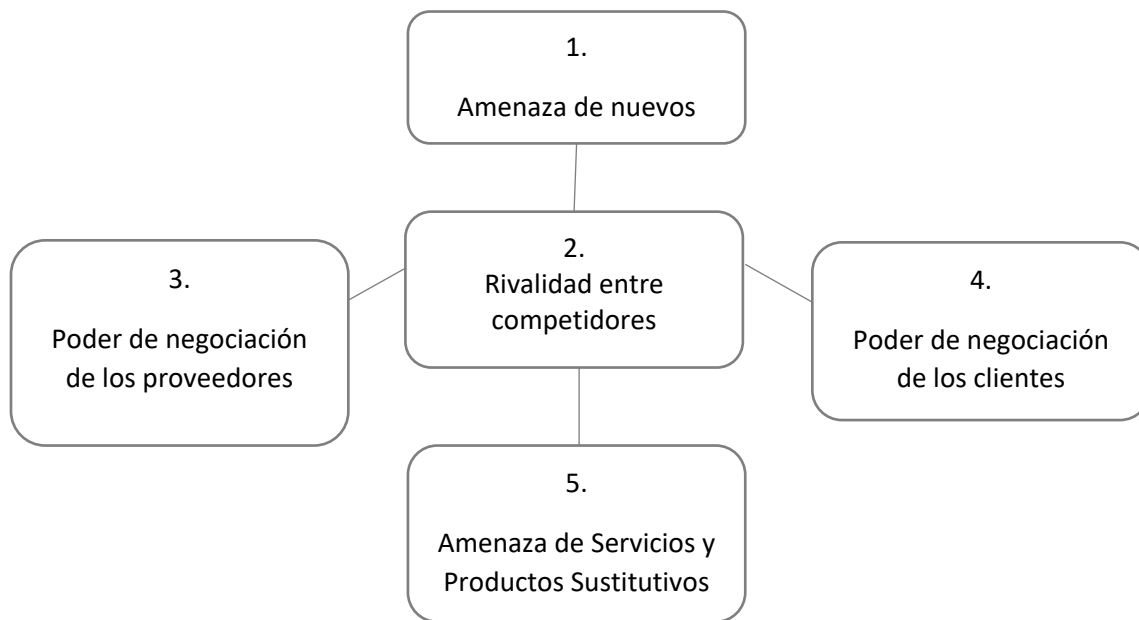 1.
Amenaza de nuevos
2.
Rivalidad entre
competidores
3.
Poder de negociación
de los proveedores
4.
Poder de negociación
de los clientes
5.
Amenaza de Servicios y
Productos Sustitutivos